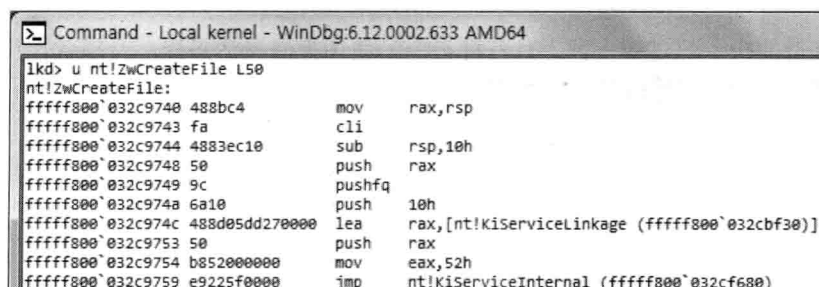 Command - Local kernel - WinDbg:6.12.0002.633 AMD64
lkd> u nt!ZwCreateFile L50
nt!ZwCreateFile:
fffff800`032c9740 488bc4 mov rax,rsp
fffff800`032c9743 fa cli
fffff800`032c9744 4883ec10 sub rsp,10h
fffff800`032c9748 50 push rax
fffff800`032c9749 9c pushfq
fffff800`032c974a 6a10 push 10h
fffff800`032c974c 488d05dd270000 lea rax,[nt!KiServiceLinkage (fffff800`032cbf30)]
fffff800`032c9753 50 push rax
fffff800`032c9754 b852000000 mov eax,52h
fffff800`032c9759 e9225f0000 jmp nt!KiServiceInternal (fffff800`032cf680)